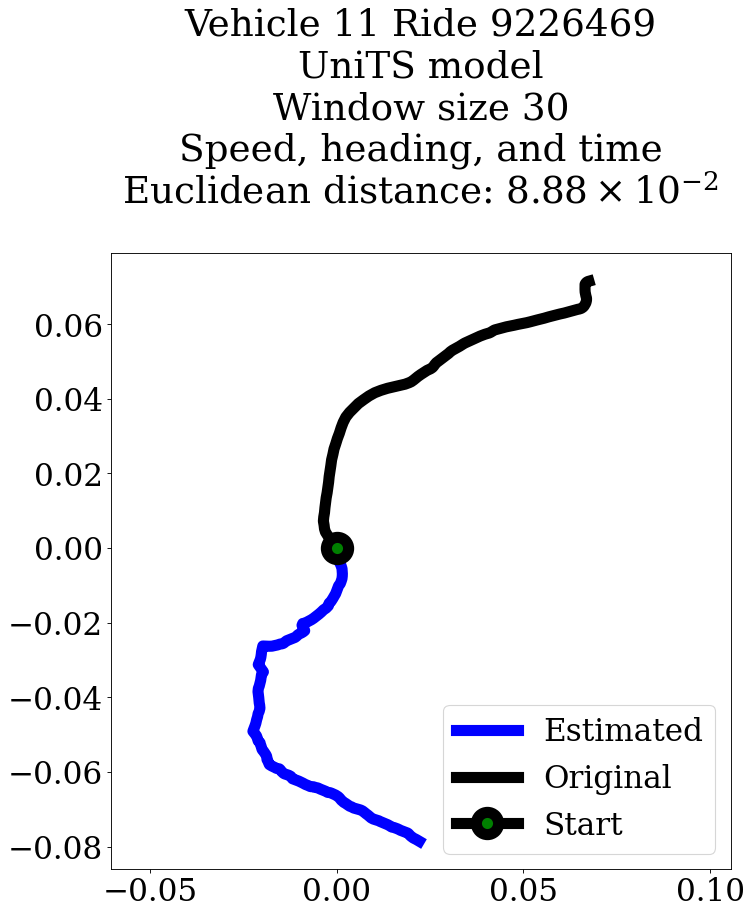 Vehicle 11 Ride 9226469
UniTS model
Window size 30
Speed, heading, and time
Euclidean distance: 8.88 × 10⁻²
0.06
0.04
0.02
0.00
−0.02
−0.04
−0.06
−0.08
Estimated
Original
Start
−0.05 0.00 0.05 0.10